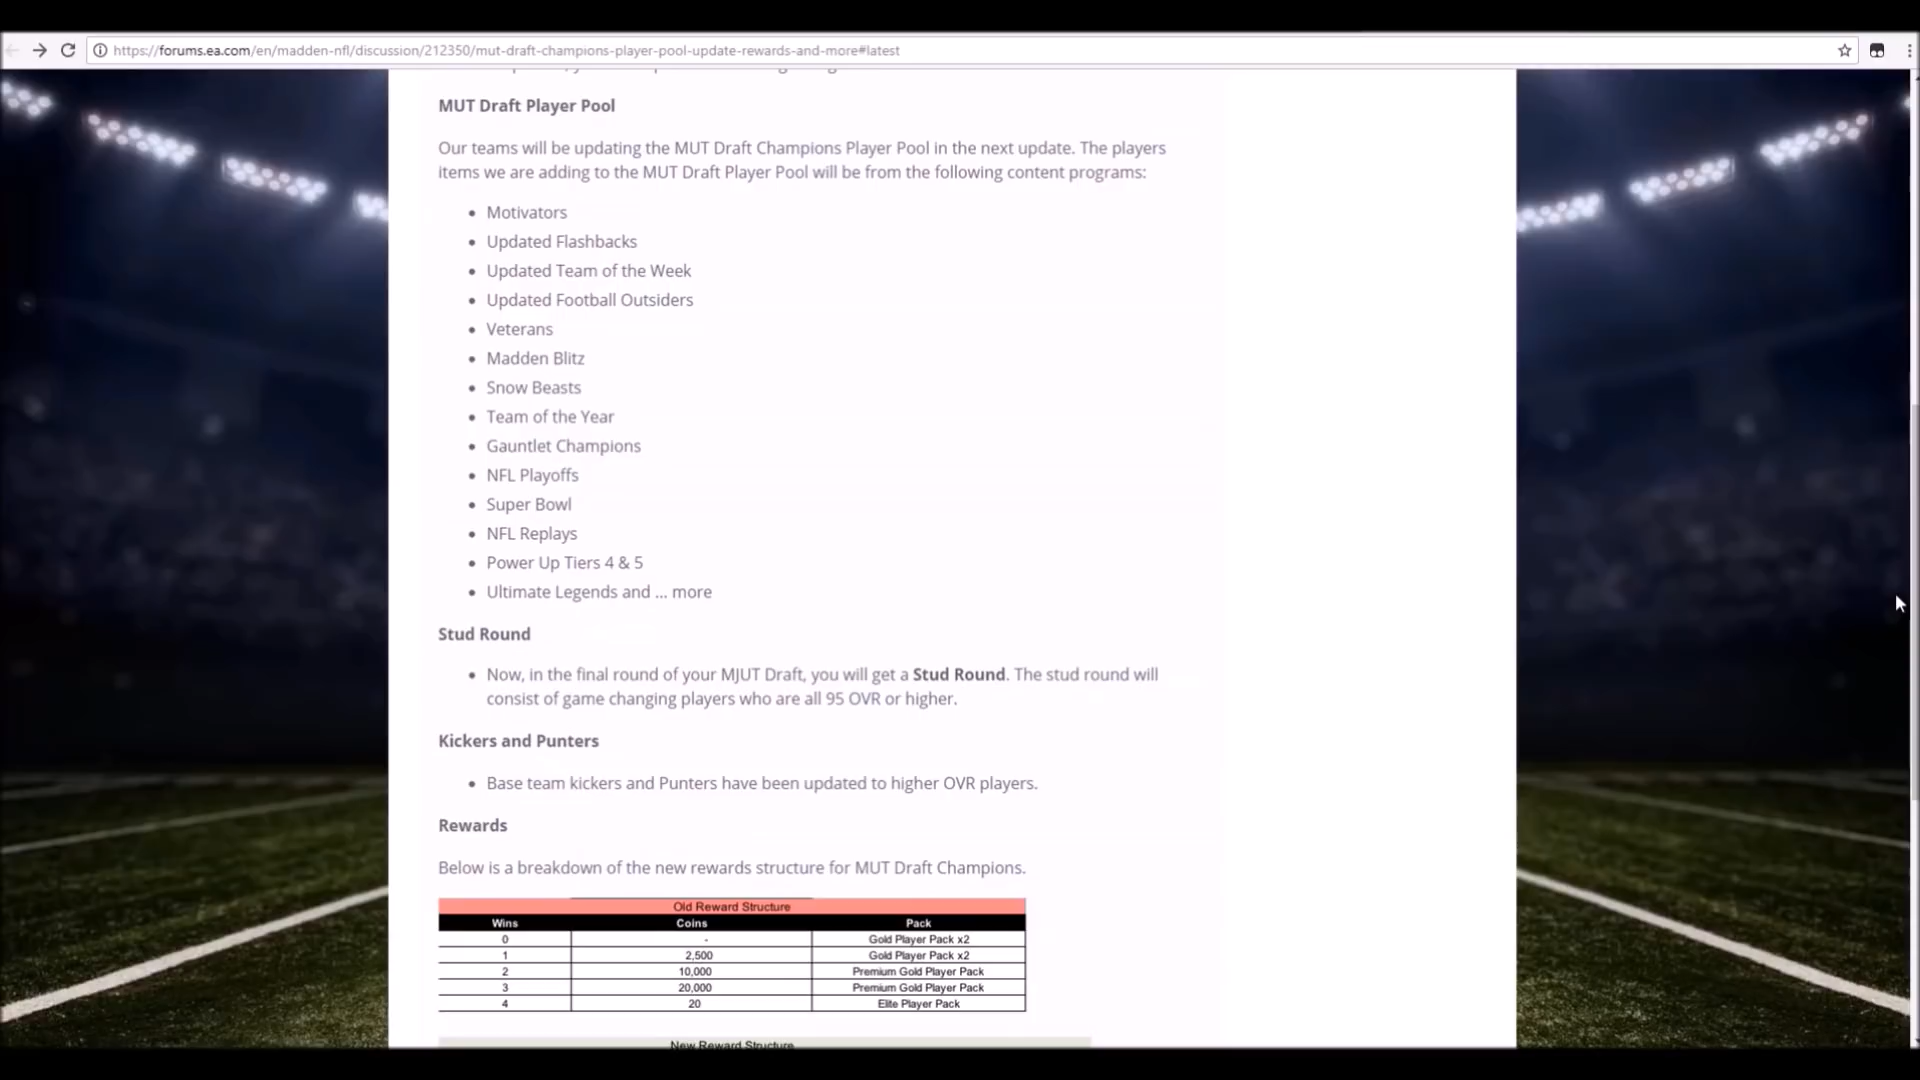 https://forums.ea.com/en/madden-nfl/discussion/212350/mut-draft-champions-player-pool-update-rewards-and-more#latest
MUT Draft Player Pool
Our teams will be updating the MUT Draft Champions Player Pool in the next update. The players
items we are adding to the MUT Draft Player Pool will be from the following content programs:
• Motivators
• Updated Flashbacks
• Updated Team of the Week
• Updated Football Outsiders
• Veterans
• Madden Blitz
• Snow Beasts
• Team of the Year
• Gauntlet Champions
• NFL Playoffs
• Super Bowl
• NFL Replays
• Power Up Tiers 4 & 5
• Ultimate Legends and ... more
Stud Round
• Now, in the final round of your MJUT Draft, you will get a Stud Round. The stud round will
consist of game changing players who are all 95 OVR or higher.
Kickers and Punters
• Base team kickers and Punters have been updated to higher OVR players.
Rewards
Below is a breakdown of the new rewards structure for MUT Draft Champions.
Old Reward Structure
Wins Coins Pack
0 - Gold Player Pack x2
1 2,500 Gold Player Pack x2
2 10,000 Premium Gold Player Pack
3 20,000 Premium Gold Player Pack
4 20 Elite Player Pack
New Reward Structure